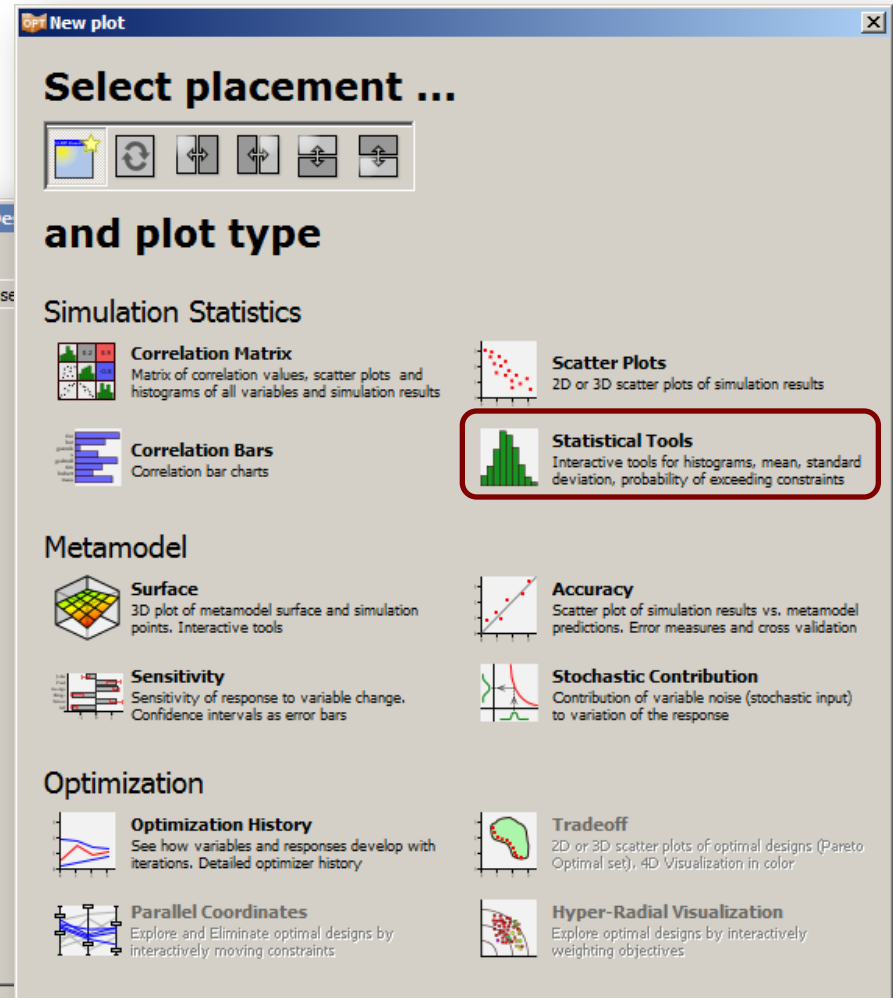 OPT New plot
Select placement ...
and plot type
Simulation Statistics
Correlation Matrix
Matrix of correlation values, scatter plots and
histograms of all variables and simulation results
Scatter Plots
2D or 3D scatter plots of simulation results
Correlation Bars
Correlation bar charts
Statistical Tools
Interactive tools for histograms, mean, standard
deviation, probability of exceeding constraints
Metamodel
Surface
3D plot of metamodel surface and simulation
points. Interactive tools
Accuracy
Scatter plot of simulation results vs. metamodel
predictions. Error measures and cross validation
Sensitivity
Sensitivity of response to variable change.
Confidence intervals as error bars
Stochastic Contribution
Contribution of variable noise (stochastic input)
to variation of the response
Optimization
Optimization History
See how variables and responses develop with
iterations. Detailed optimizer history
Tradeoff
2D or 3D scatter plots of optimal designs (Pareto
Optimal set), 4D Visualization in color
Parallel Coordinates
Explore and Eliminate optimal designs by
interactively moving constraints
Hyper-Radial Visualization
Explore optimal designs by interactively
weighting objectives